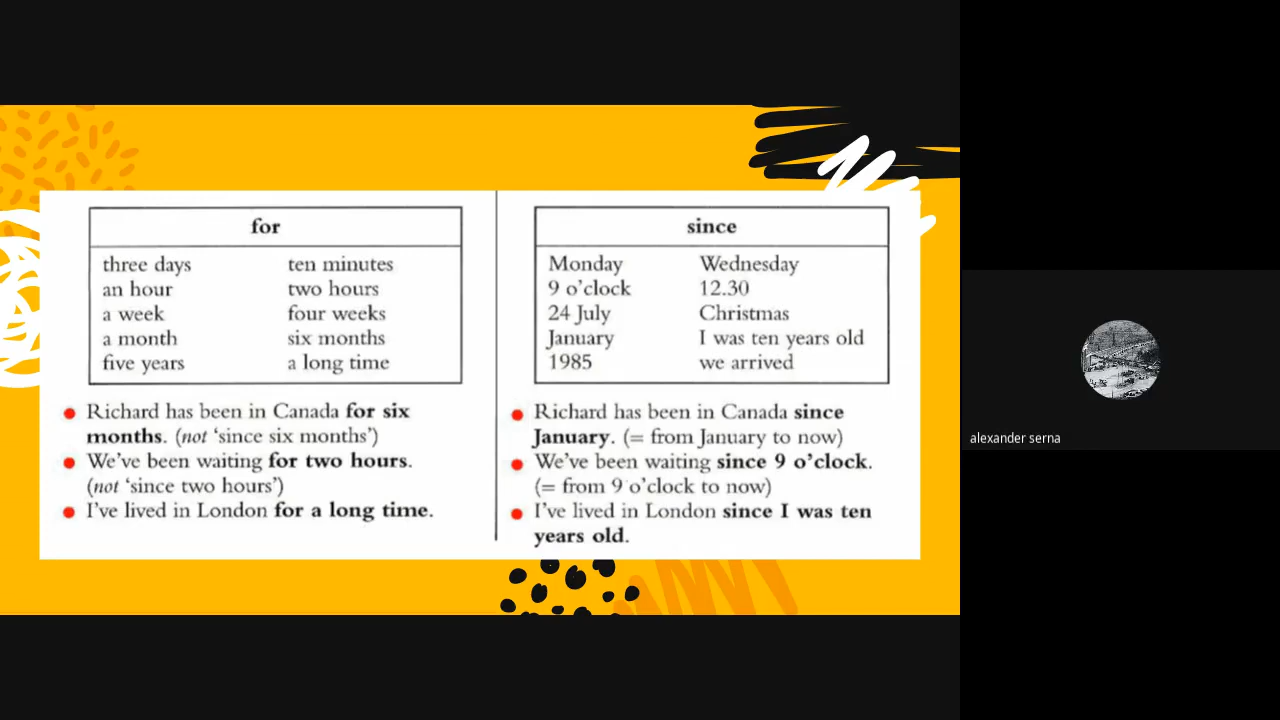 for
three days ten minutes
an hour two hours
a week four weeks
a month six months
five years a long time
• Richard has been in Canada for six
months. (not ‘since six months’)
• We’ve been waiting for two hours.
(not ‘since two hours’)
• I’ve lived in London for a long time.
since
Monday Wednesday
9 o’clock 12.30
24 July Christmas
January I was ten years old
1985 we arrived
• Richard has been in Canada since
January. (= from January to now)
• We’ve been waiting since 9 o’clock.
(= from 9 o’clock to now)
• I’ve lived in London since I was ten
years old.
alexander serna